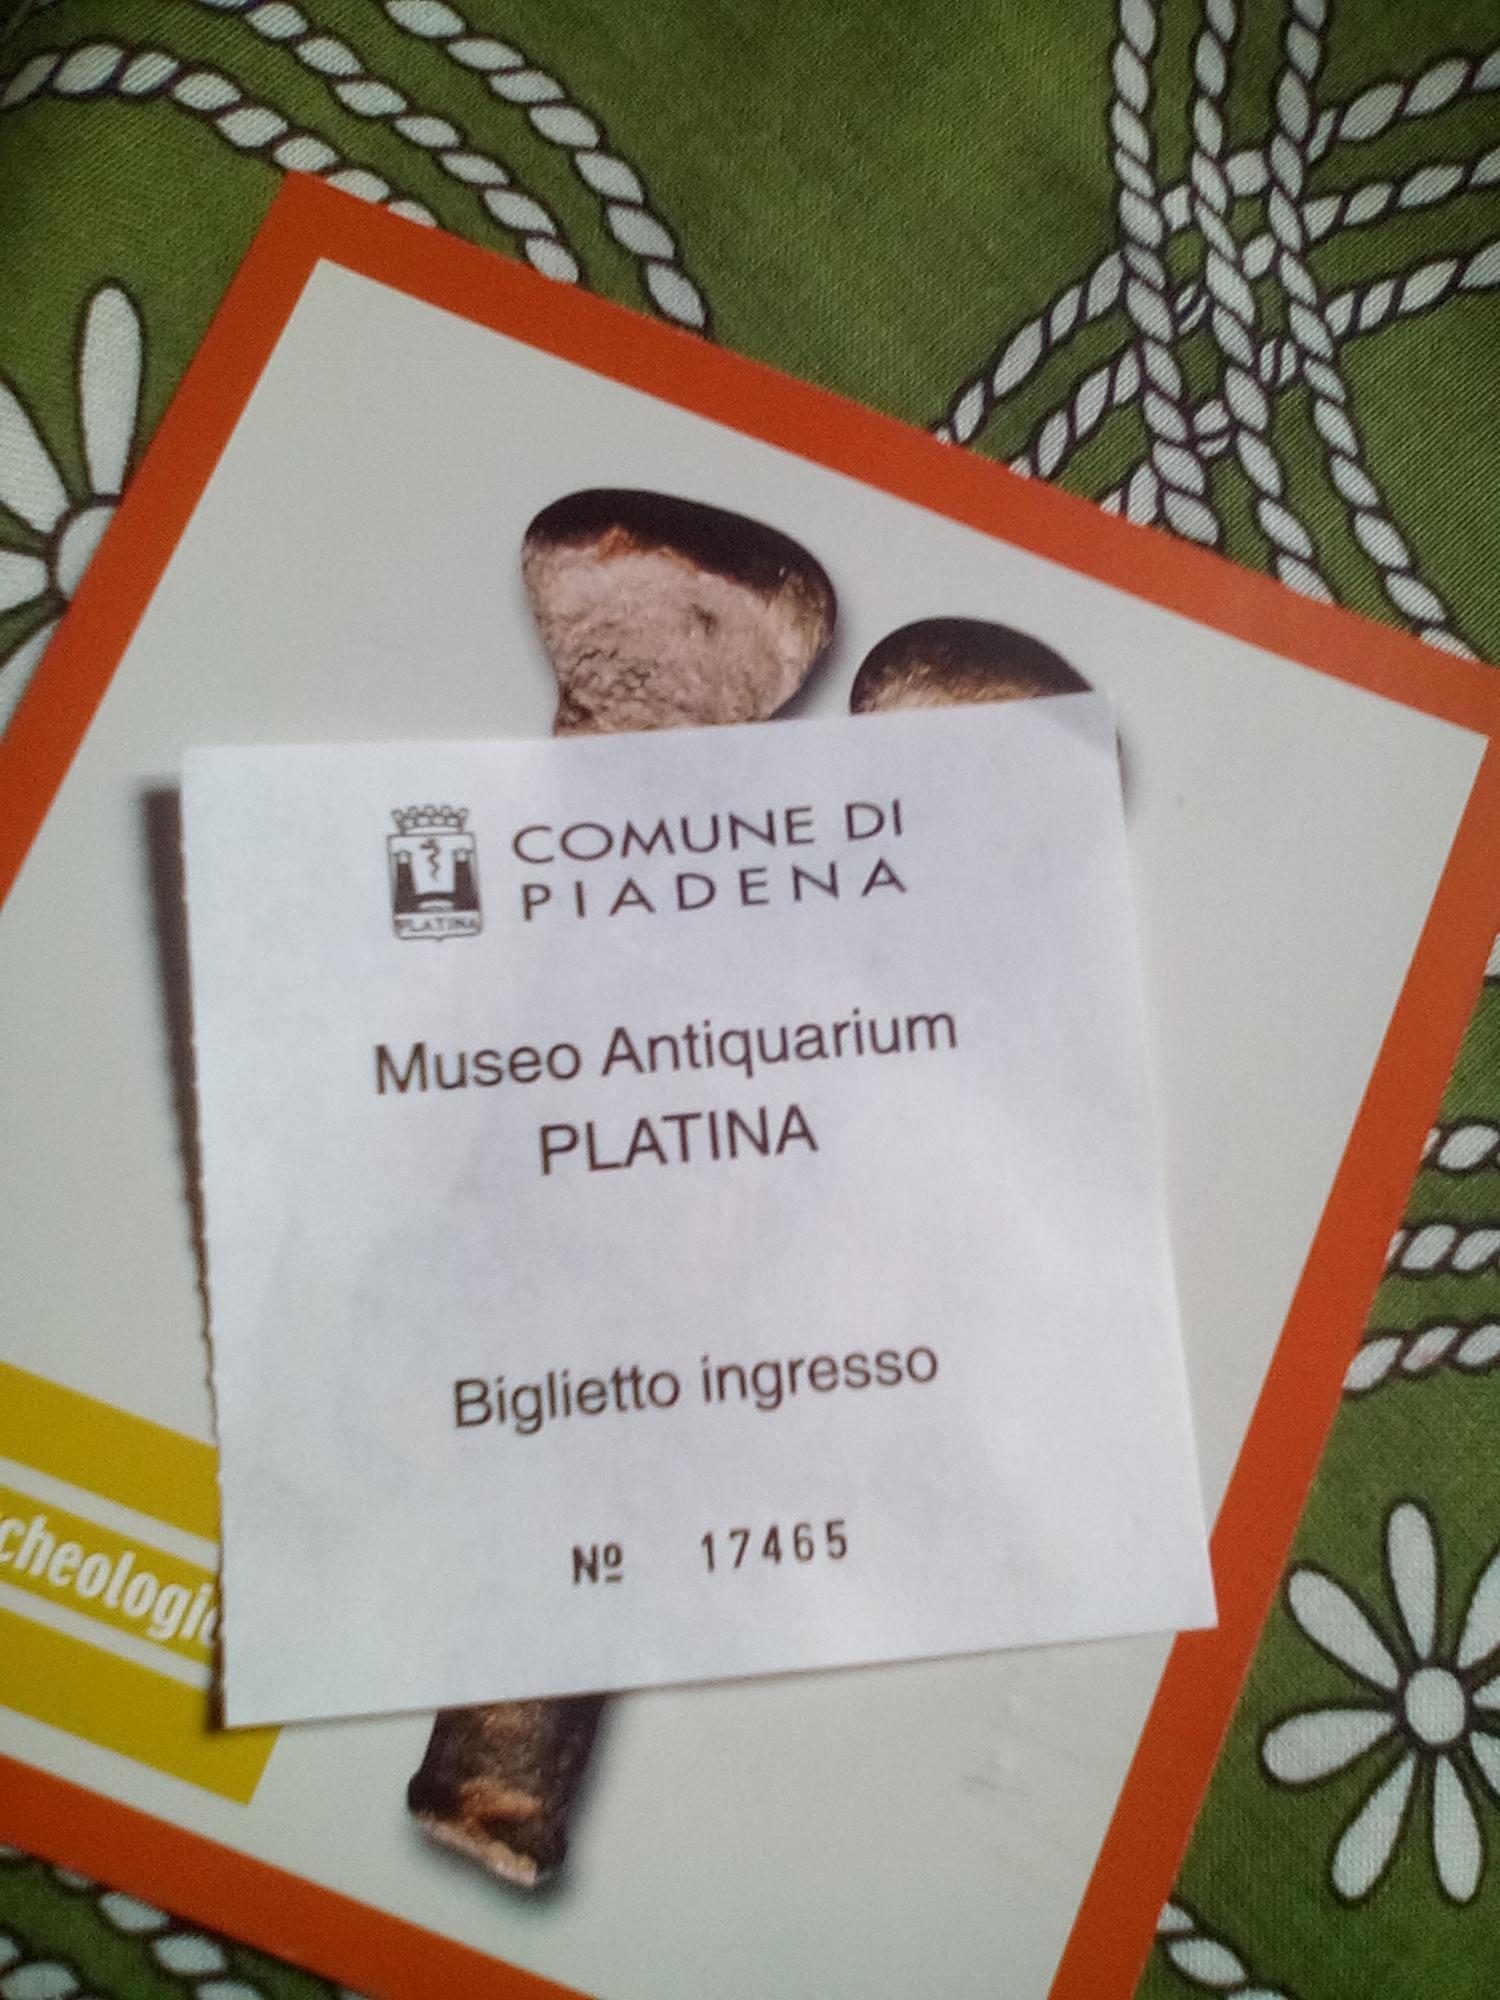 COMUNE DI
PIADENA
PLATINA
Museo Antiquarium
PLATINA
Biglietto ingresso
Nº 17465
cheologi